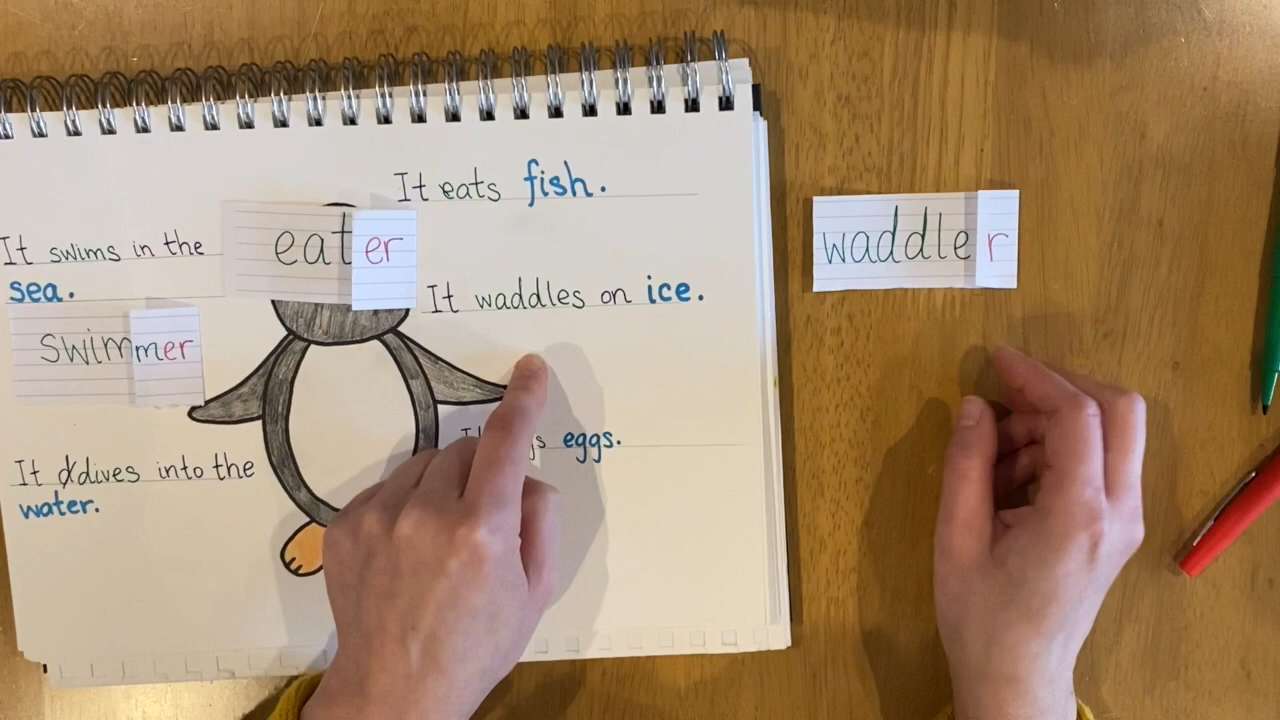 It eats fish.
It swims in the
sea.
eater
It waddles on ice.
waddler
swimmer
eggs.
It ddives into the
water.